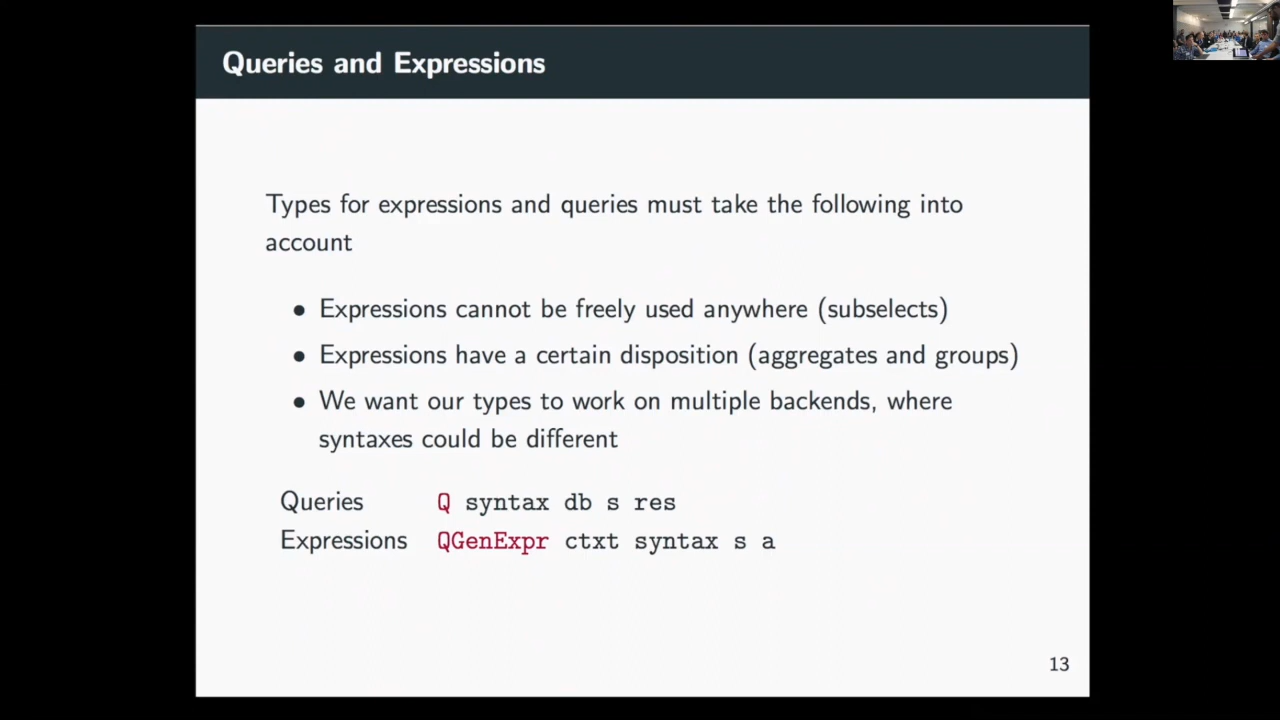 Queries and Expressions
Types for expressions and queries must take the following into
account
• Expressions cannot be freely used anywhere (subselects)
• Expressions have a certain disposition (aggregates and groups)
• We want our types to work on multiple backends, where
syntaxes could be different
Queries Q syntax db s res
Expressions QGenExpr ctxt syntax s a
13